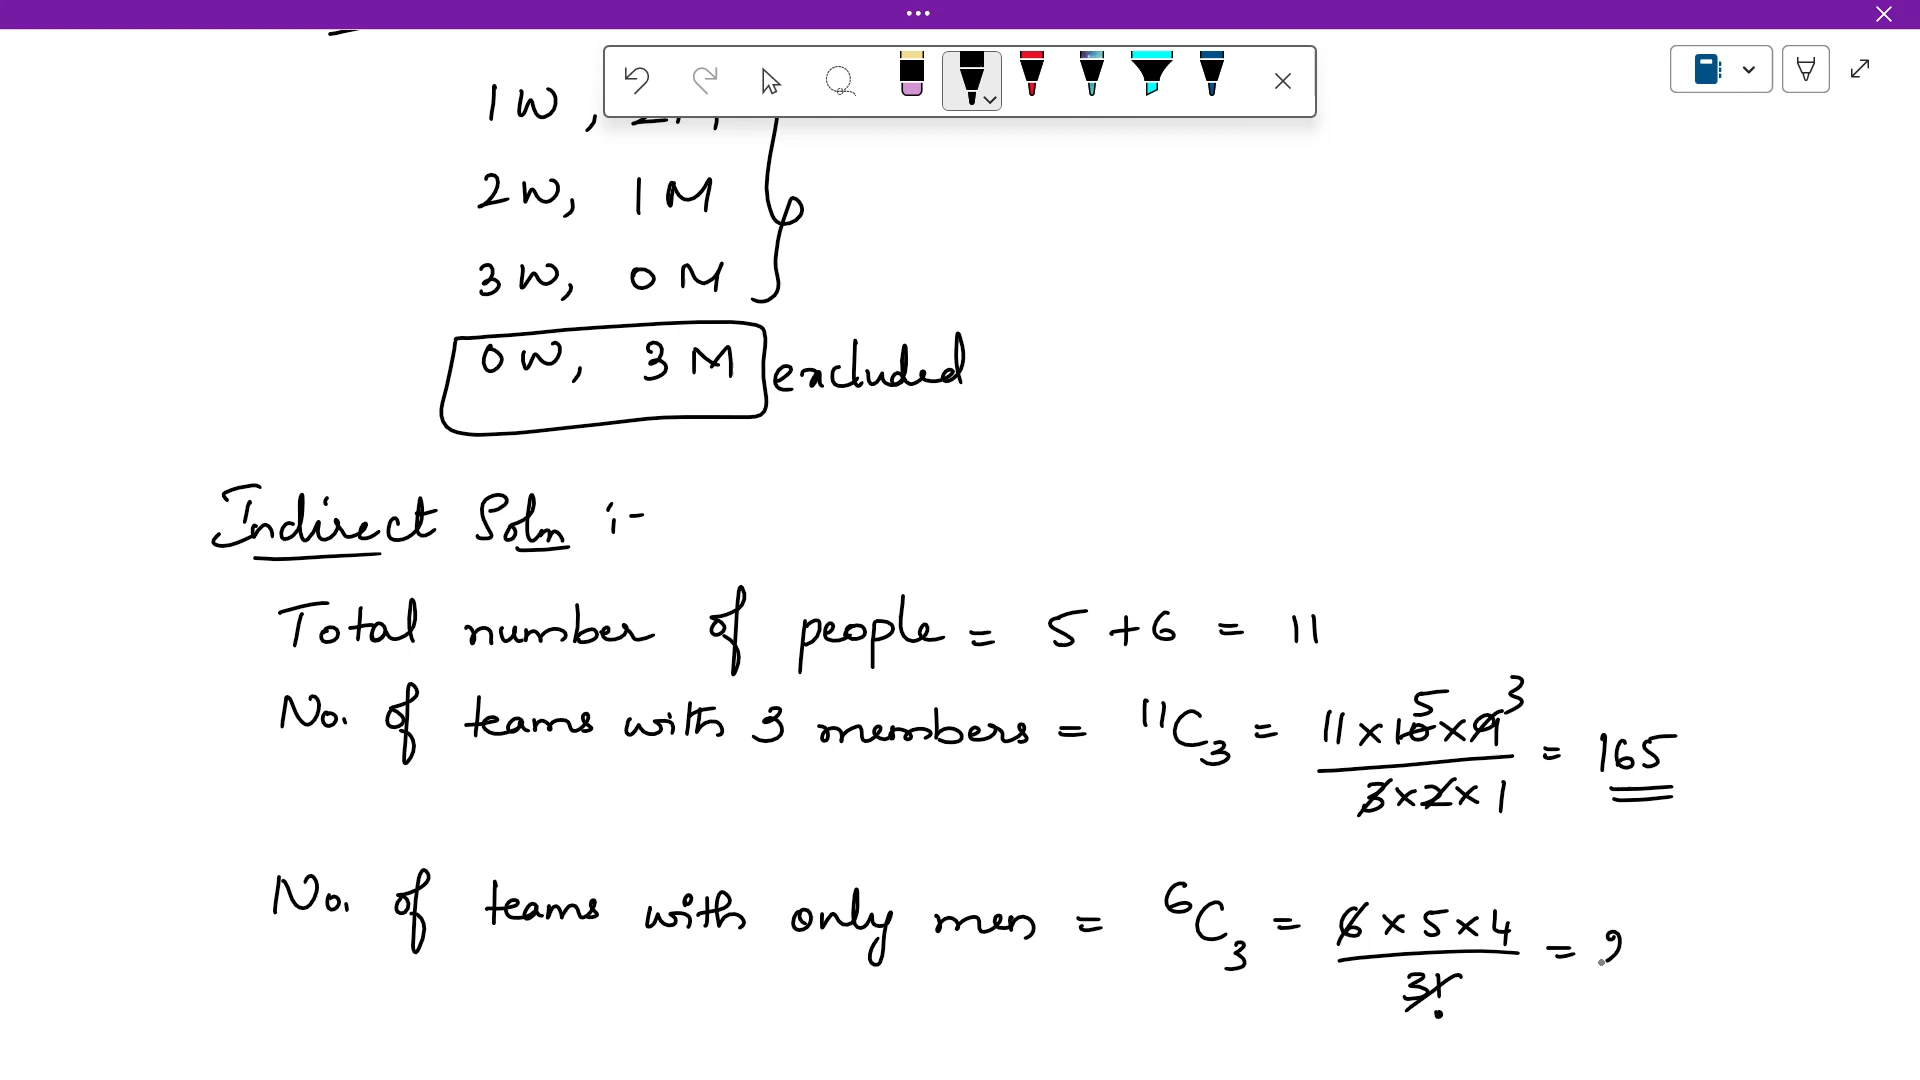 1 W ,
2 W, 1 M
3 W, 0 M
0 W, 3 M excluded
Indirect Soln :-
Total number of people = 5 + 6 = 11
No. of teams with 3 members = ¹¹C₃ = 11 x 10 5 x 9 3 / 3 x 2 x 1 = 165
No. of teams with only men = ⁶C₃ = 6 x 5 x 4 / 3! =